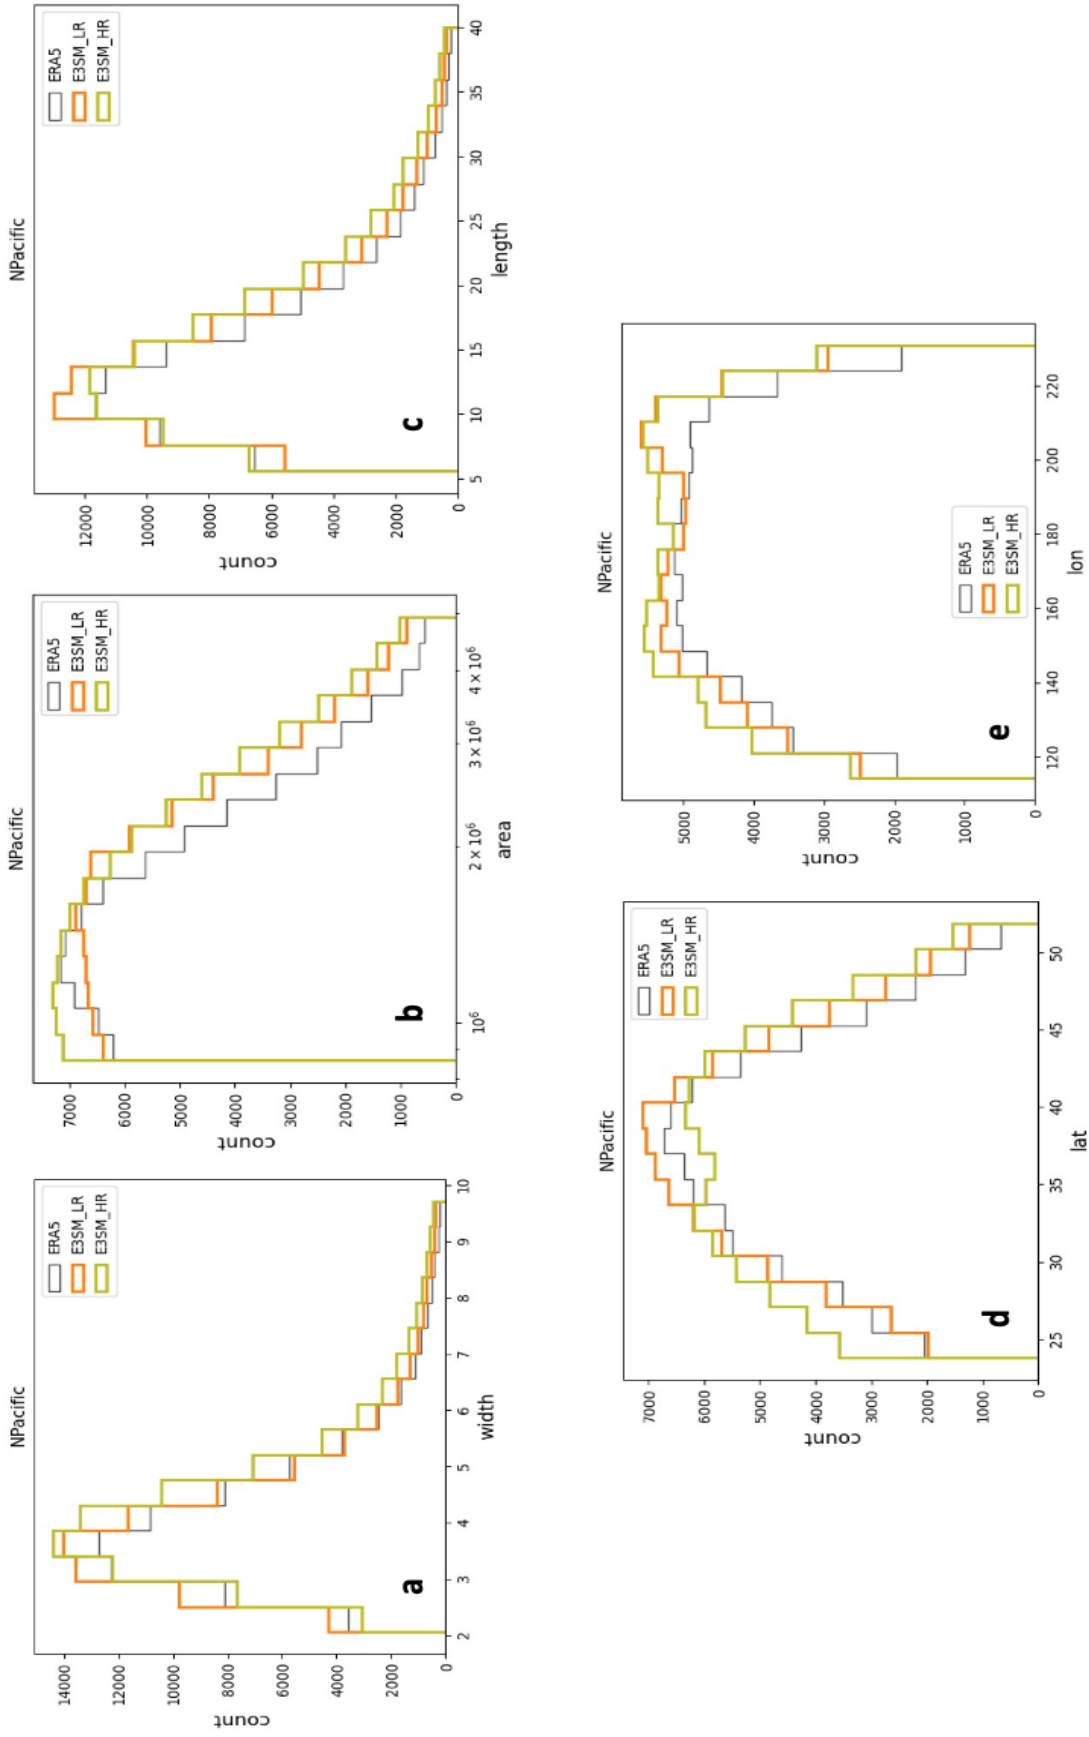 NPacific
ERA5
E3SM_LR
E3SM_HR
count
14000
12000
10000
8000
6000
4000
2000
0
a
2 3 4 5 6 7 8 9 10
width
NPacific
ERA5
E3SM_LR
E3SM_HR
count
7000
6000
5000
4000
3000
2000
1000
0
b
10⁶ 2 × 10⁶ 3 × 10⁶ 4 × 10⁶
area
NPacific
ERA5
E3SM_LR
E3SM_HR
count
12000
10000
8000
6000
4000
2000
0
c
5 10 15 20 25 30 35 40
length
NPacific
ERA5
E3SM_LR
E3SM_HR
count
7000
6000
5000
4000
3000
2000
1000
0
d
25 30 35 40 45 50
lat
NPacific
count
5000
4000
3000
2000
1000
0
ERA5
E3SM_LR
E3SM_HR
e
120 140 160 180 200 220
lon